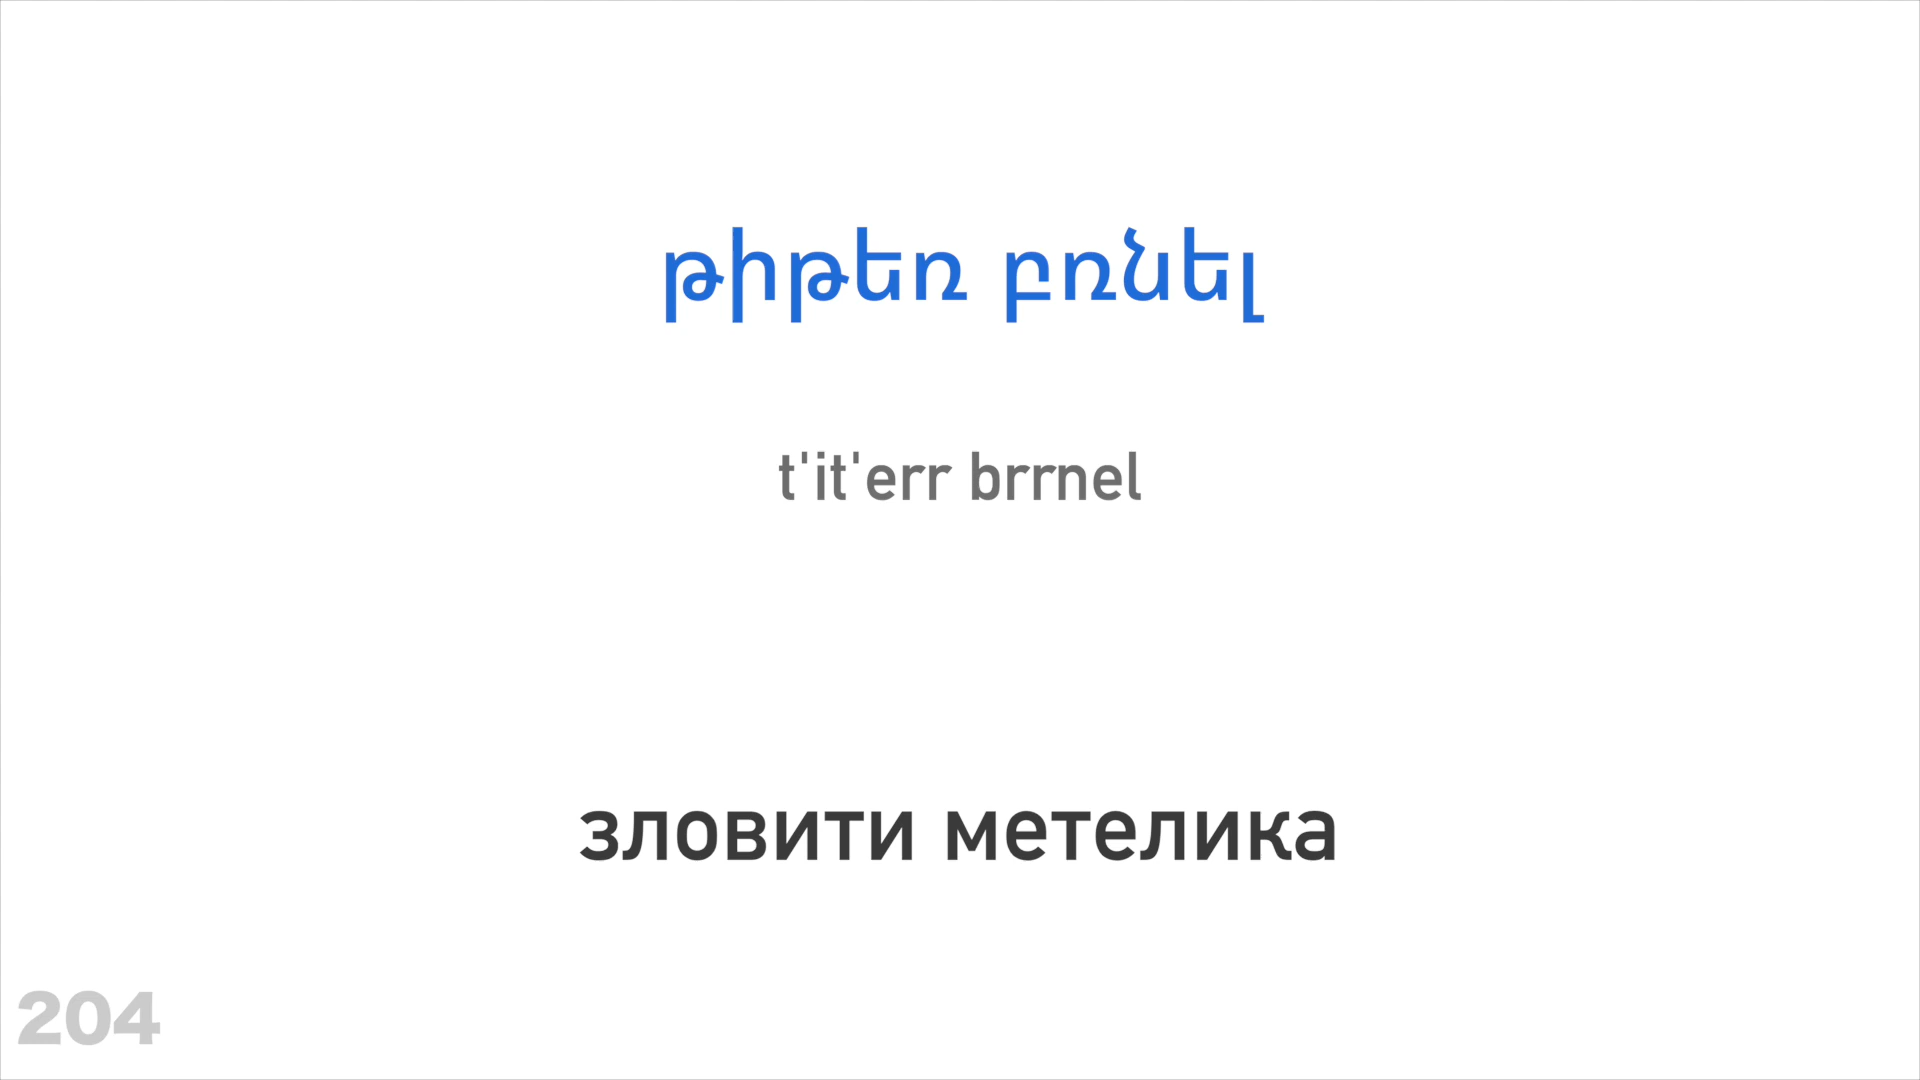 թիթեռ բռնել
t'it'err brrnel
зловити метелика
204